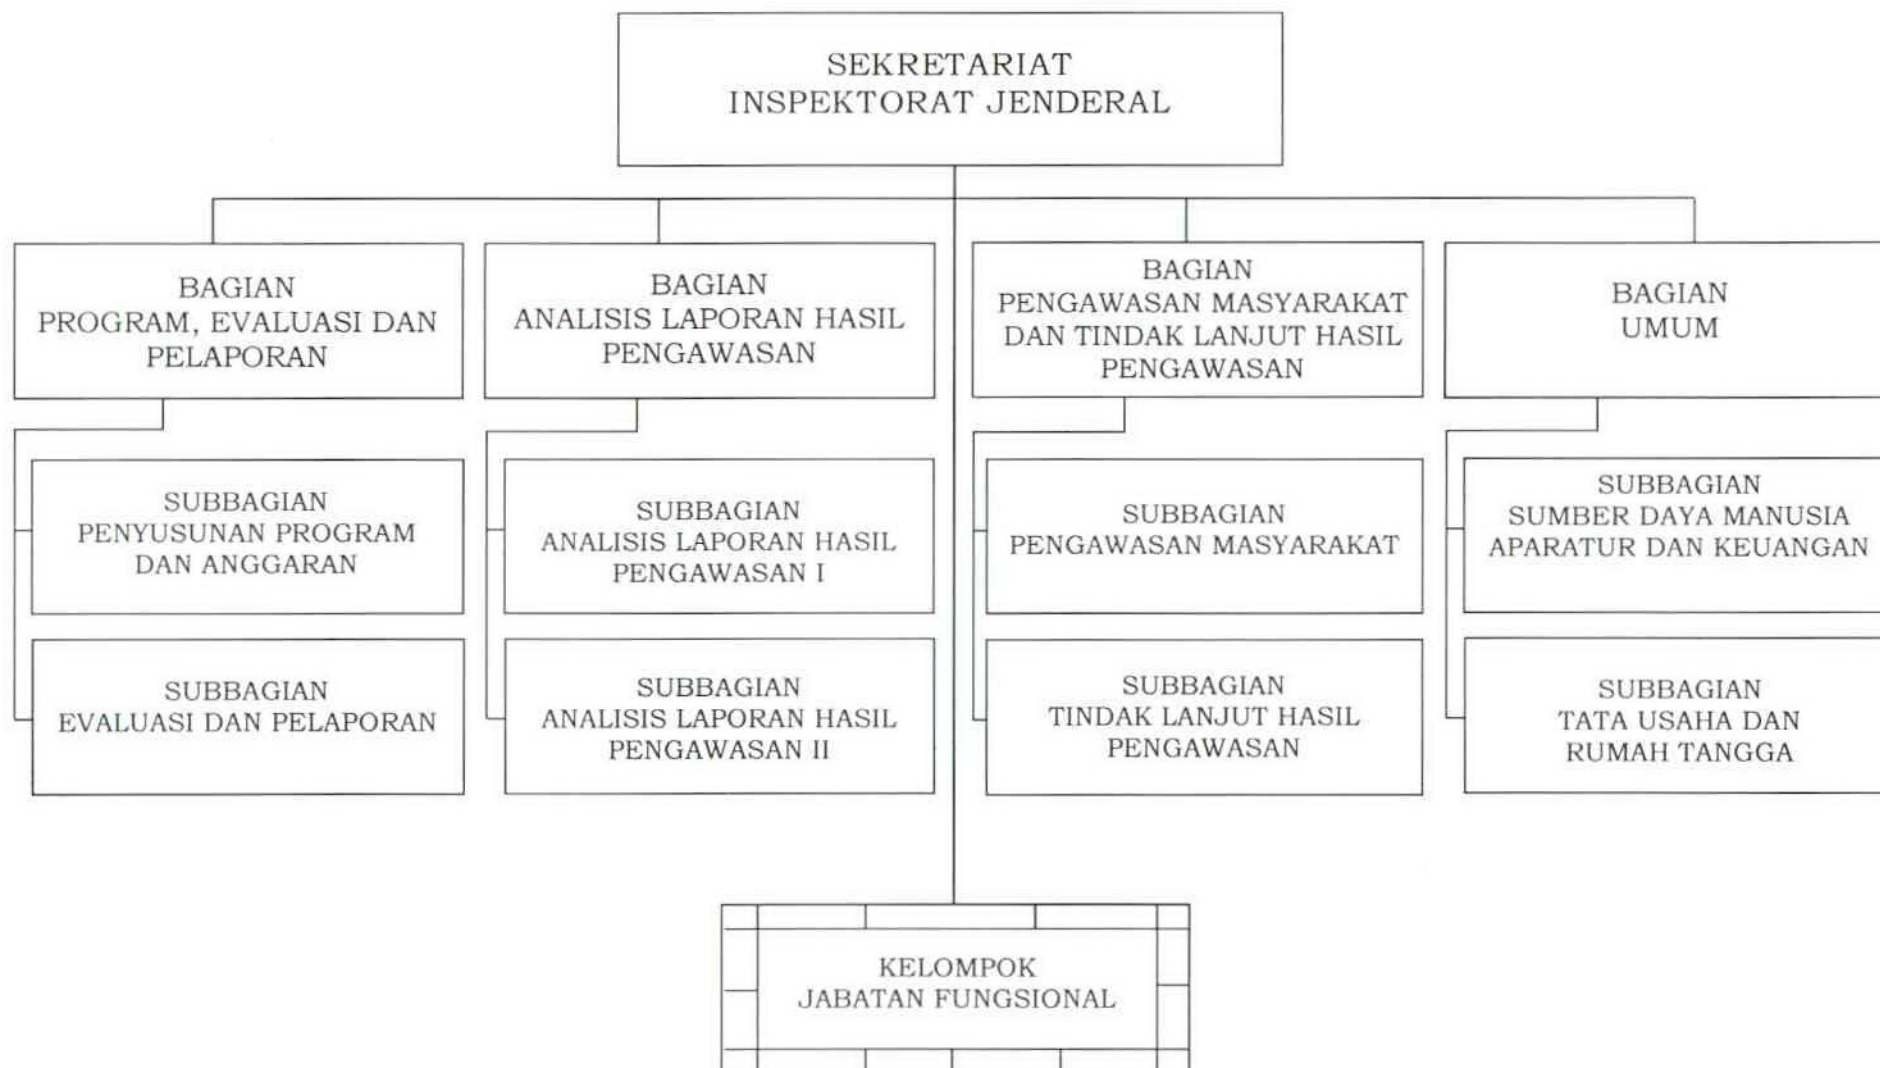 SEKRETARIAT
INSPEKTORAT JENDERAL
BAGIAN
PROGRAM, EVALUASI DAN
PELAPORAN
BAGIAN
ANALISIS LAPORAN HASIL
PENGAWASAN
BAGIAN
PENGAWASAN MASYARAKAT
DAN TINDAK LANJUT HASIL
PENGAWASAN
BAGIAN
UMUM
SUBBAGIAN
PENYUSUNAN PROGRAM
DAN ANGGARAN
SUBBAGIAN
ANALISIS LAPORAN HASIL
PENGAWASAN I
SUBBAGIAN
PENGAWASAN MASYARAKAT
SUBBAGIAN
SUMBER DAYA MANUSIA
APARATUR DAN KEUANGAN
SUBBAGIAN
EVALUASI DAN PELAPORAN
SUBBAGIAN
ANALISIS LAPORAN HASIL
PENGAWASAN II
SUBBAGIAN
TINDAK LANJUT HASIL
PENGAWASAN
SUBBAGIAN
TATA USAHA DAN
RUMAH TANGGA
KELOMPOK
JABATAN FUNGSIONAL